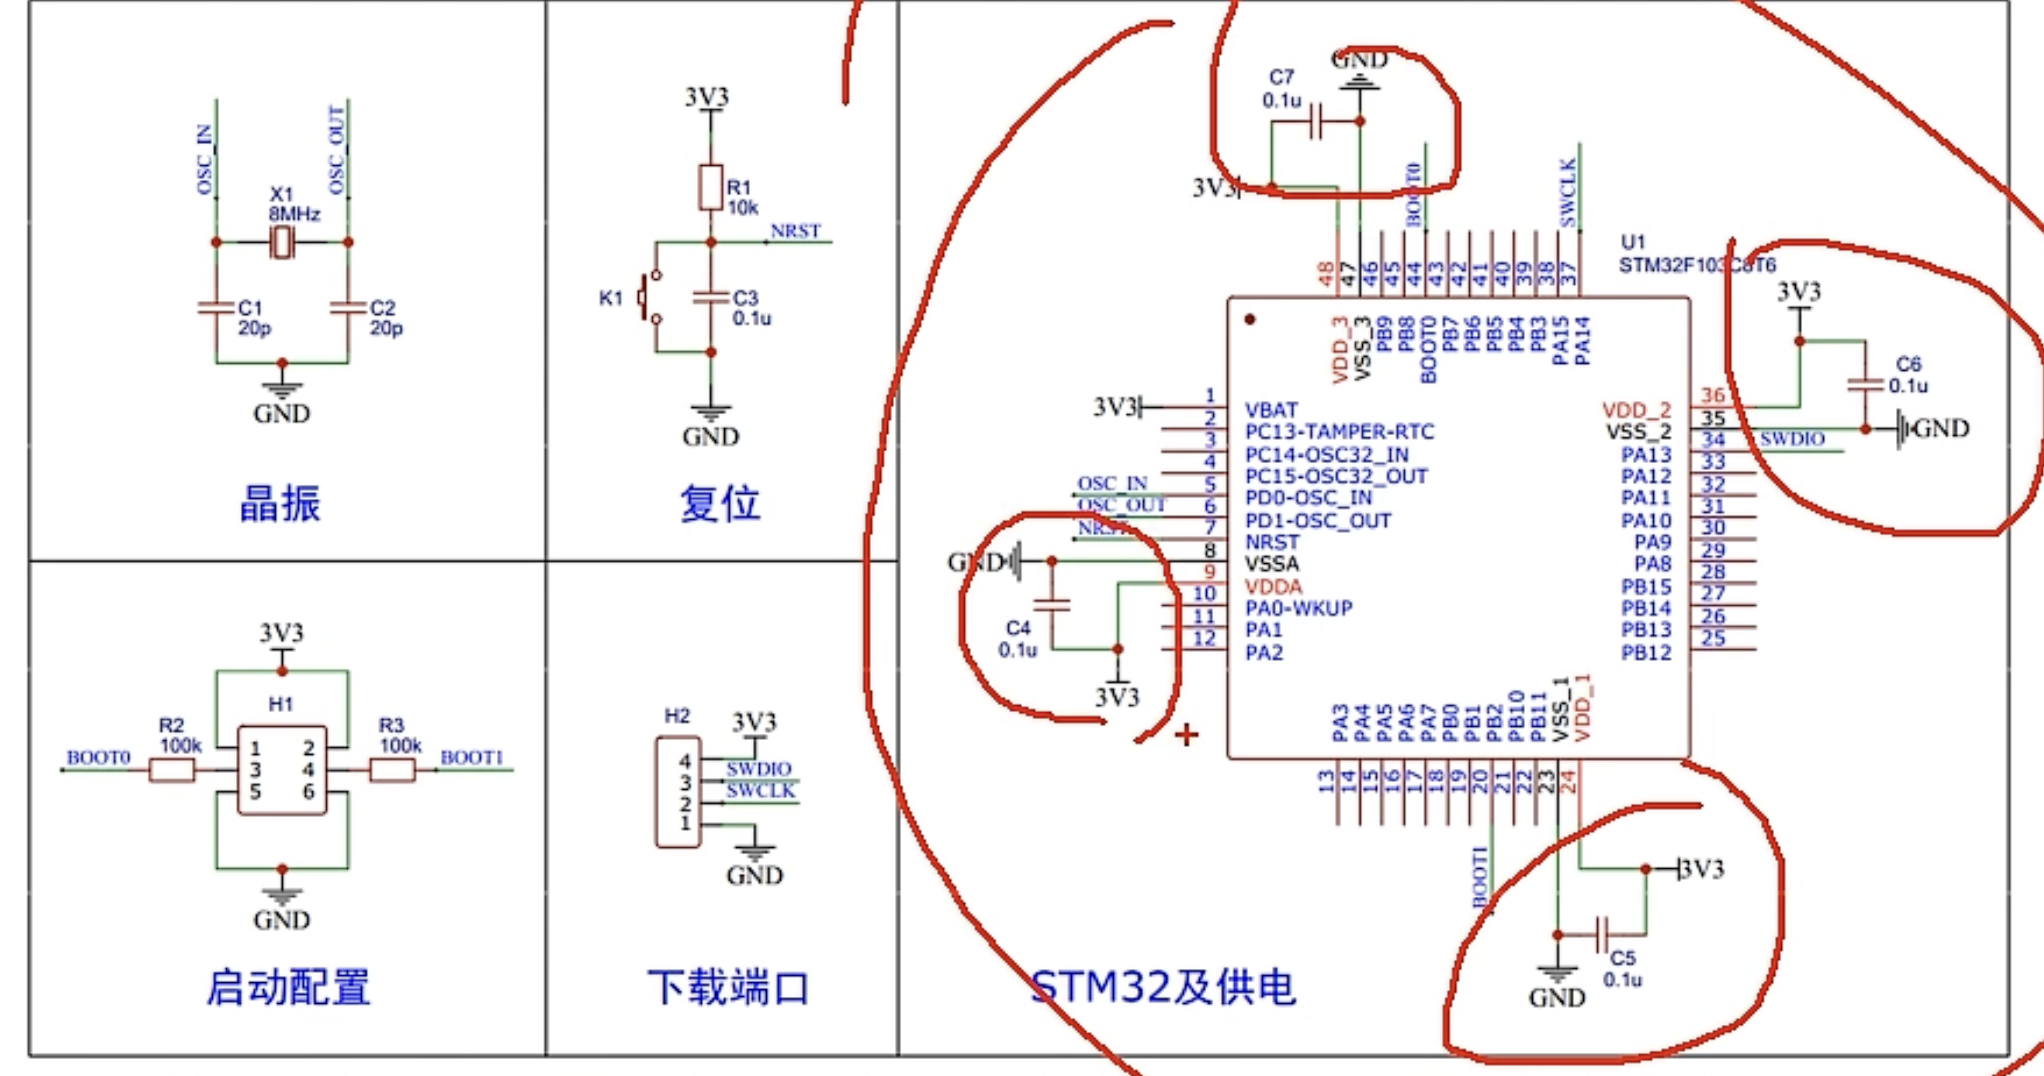 OSC_IN
OSC_OUT
X1
8MHz
C1
20p
C2
20p
GND
晶振
3V3
R1
10k
NRST
K1
C3
0.1u
GND
复位
3V3
H1
R2
100k
R3
100k
BOOT0
BOOT1
1 2
3 4
5 6
GND
启动配置
H2
3V3
4
SWDIO
3
SWCLK
2
1
GND
下载端口
GND
C7
0.1u
3V3
BOOT0
SWCLK
U1
STM32F103C8T6
48 47 46 45 44 43 42 41 40 39 38 37
VDD_3 VSS_3 PB9 PB8 BOOT0 PB7 PB6 PB5 PB4 PB3 PA15 PA14
3V3
1 VBAT
2 PC13-TAMPER-RTC
3 PC14-OSC32_IN
4 PC15-OSC32_OUT
OSC_IN 5 PD0-OSC_IN
OSC_OUT 6 PD1-OSC_OUT
NRST 7 NRST
GND 8 VSSA
9 VDDA
10 PA0-WKUP
11 PA1
12 PA2
C4
0.1u
3V3
3V3
C6
0.1u
VDD_2 36
VSS_2 35 GND
PA13 34 SWDIO
PA12 33
PA11 32
PA10 31
PA9 30
PA8 29
PB15 28
PB14 27
PB13 26
PB12 25
PA3 PA4 PA5 PA6 PA7 PB0 PB1 PB2 PB10 PB11 VSS_1 VDD_1
13 14 15 16 17 18 19 20 21 22 23 24
BOOT1
3V3
C5
0.1u
GND
STM32及供电